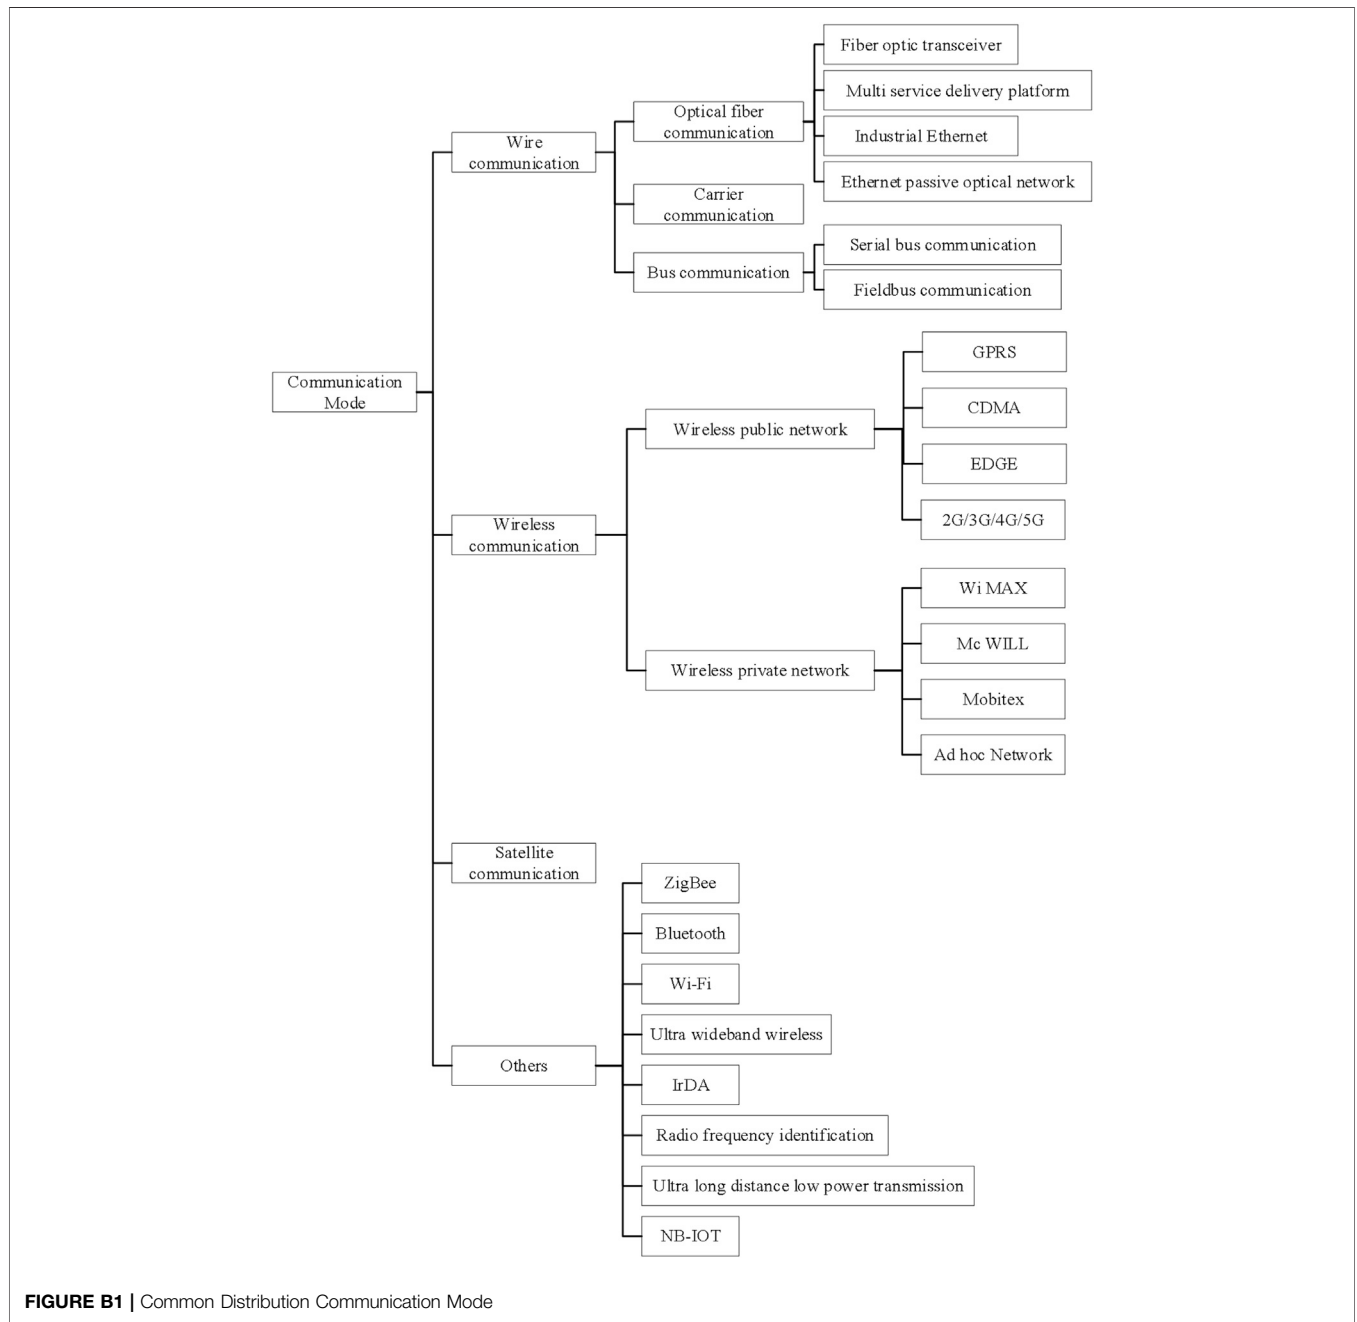 Communication
Mode
Wire
communication
Optical fiber
communication
Fiber optic transceiver
Multi service delivery platform
Industrial Ethernet
Ethernet passive optical network
Carrier
communication
Bus communication
Serial bus communication
Fieldbus communication
Wireless
communication
Wireless public network
GPRS
CDMA
EDGE
2G/3G/4G/5G
Wireless private network
Wi MAX
Mc WILL
Mobitex
Ad hoc Network
Satellite
communication
Others
ZigBee
Bluetooth
Wi-Fi
Ultra wideband wireless
IrDA
Radio frequency identification
Ultra long distance low power transmission
NB-IOT
FIGURE B1 | Common Distribution Communication Mode